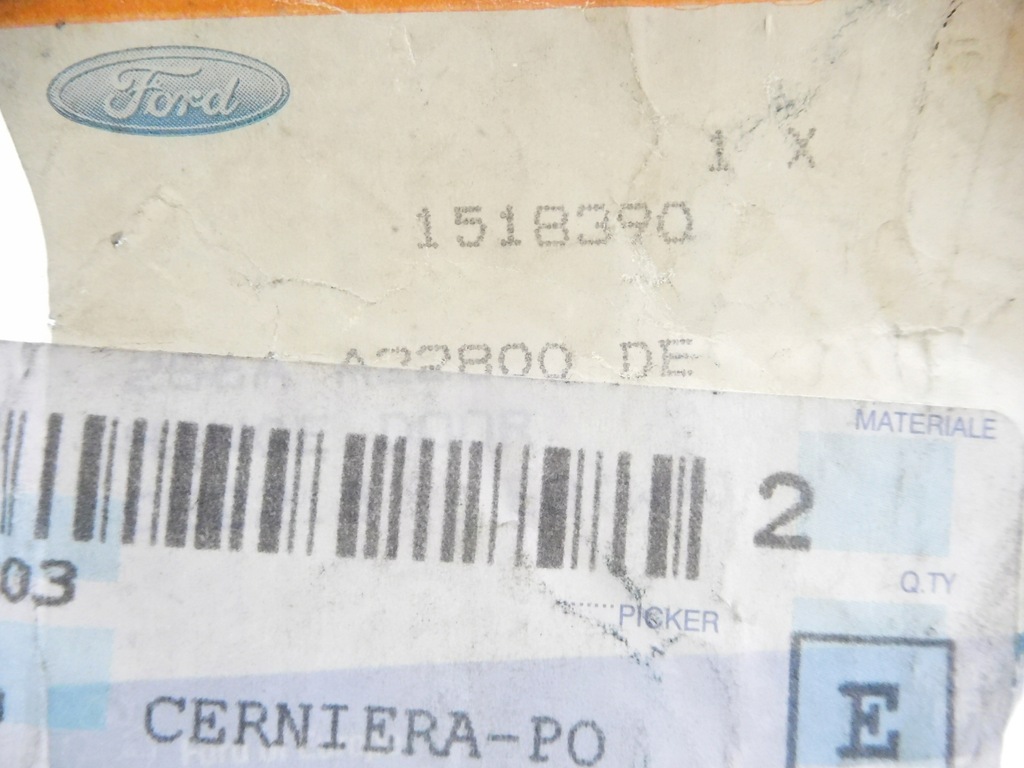 Ford
1 X
1518390
A22800 DE
MATERIALE
2
03
Q.TY
PICKER
E
CERNIERA-PO